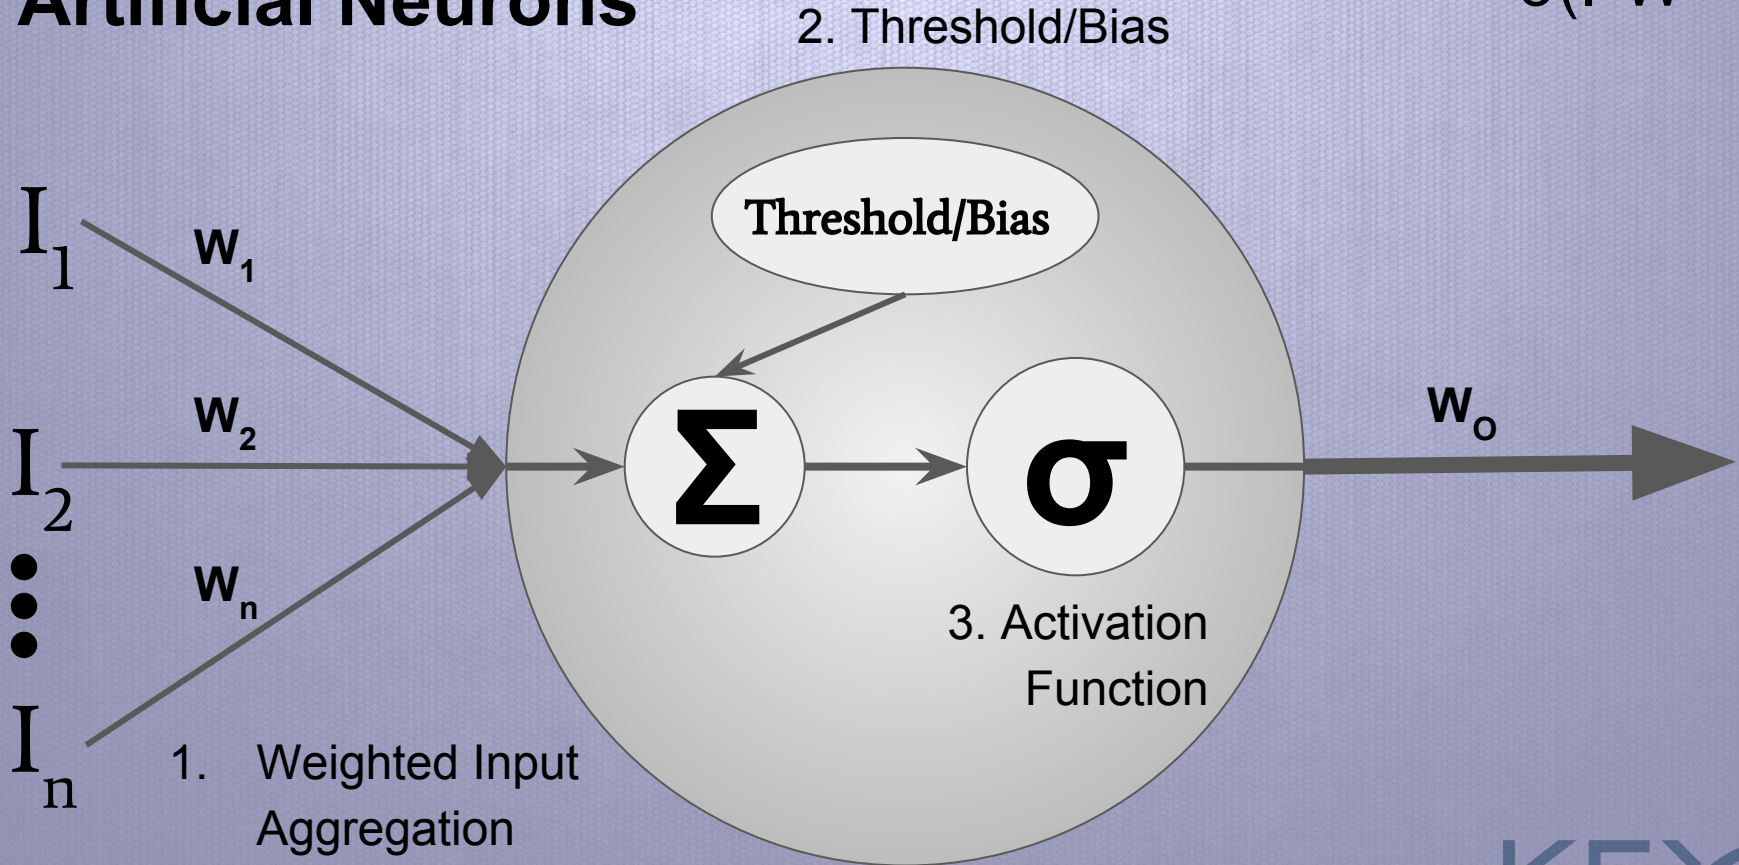 Artificial Neurons
2. Threshold/Bias
Threshold/Bias
I1
W1
I2
W2
Wn
In
Σ
σ
Wo
3. Activation
Function
1. Weighted Input
Aggregation